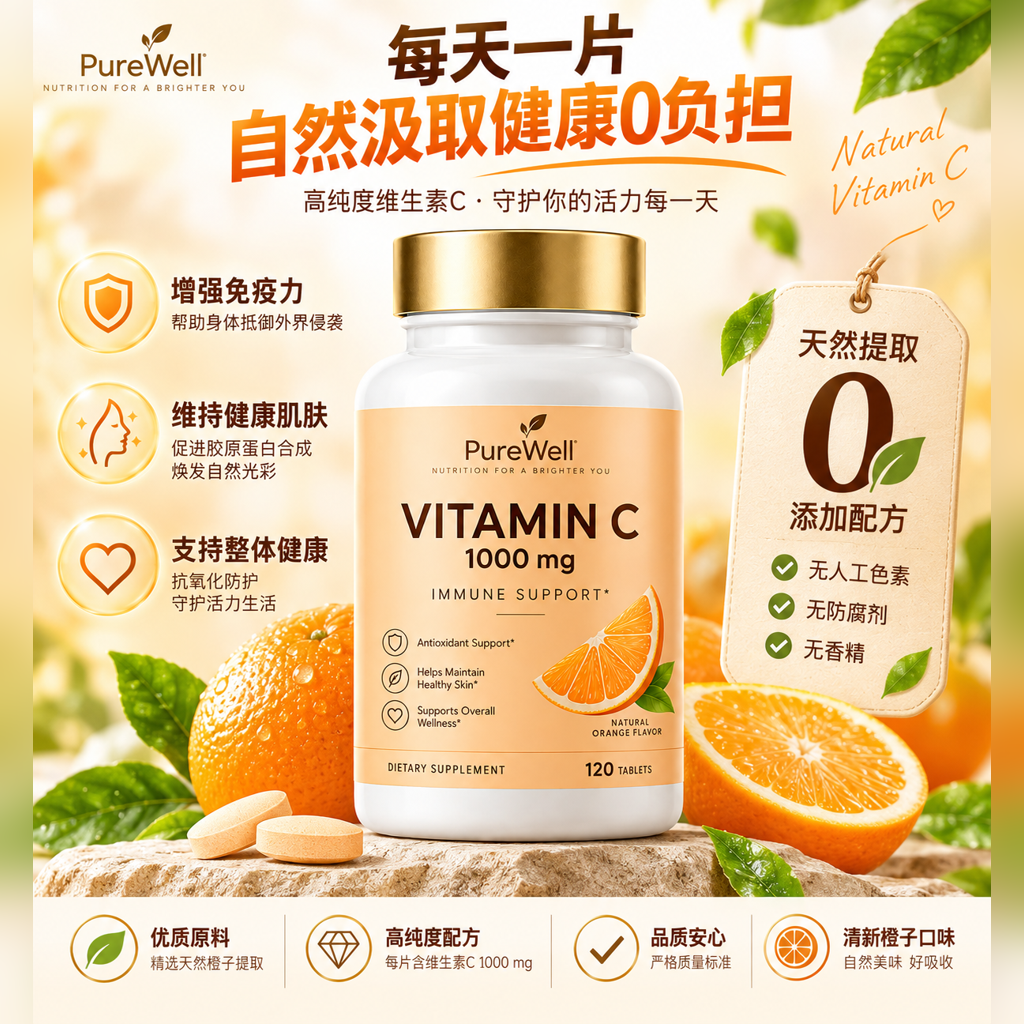 PureWell®
NUTRITION FOR A BRIGHTER YOU
每天一片
自然汲取健康0负担
高纯度维生素C · 守护你的活力每一天
Natural
Vitamin C
增强免疫力
帮助身体抵御外界侵袭
维持健康肌肤
促进胶原蛋白合成
焕发自然光彩
支持整体健康
抗氧化防护
守护活力生活
PureWell®
NUTRITION FOR A BRIGHTER YOU
VITAMIN C
1000 mg
IMMUNE SUPPORT*
Antioxidant Support*
Helps Maintain
Healthy Skin*
Supports Overall
Wellness*
NATURAL
ORANGE FLAVOR
DIETARY SUPPLEMENT
120 TABLETS
天然提取
0
添加配方
无人工色素
无防腐剂
无香精
优质原料
精选天然橙子提取
高纯度配方
每片含维生素C 1000 mg
品质安心
严格质量标准
清新橙子口味
自然美味 好吸收